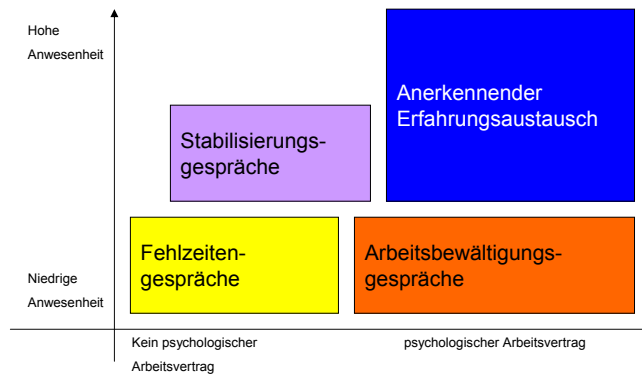 Hohe
Anwesenheit
Anerkennender
Erfahrungsaustausch
Stabilisierungs-
gespräche
Fehlzeiten-
gespräche
Arbeitsbewältigungs-
gespräche
Niedrige
Anwesenheit
Kein psychologischer
Arbeitsvertrag
psychologischer Arbeitsvertrag